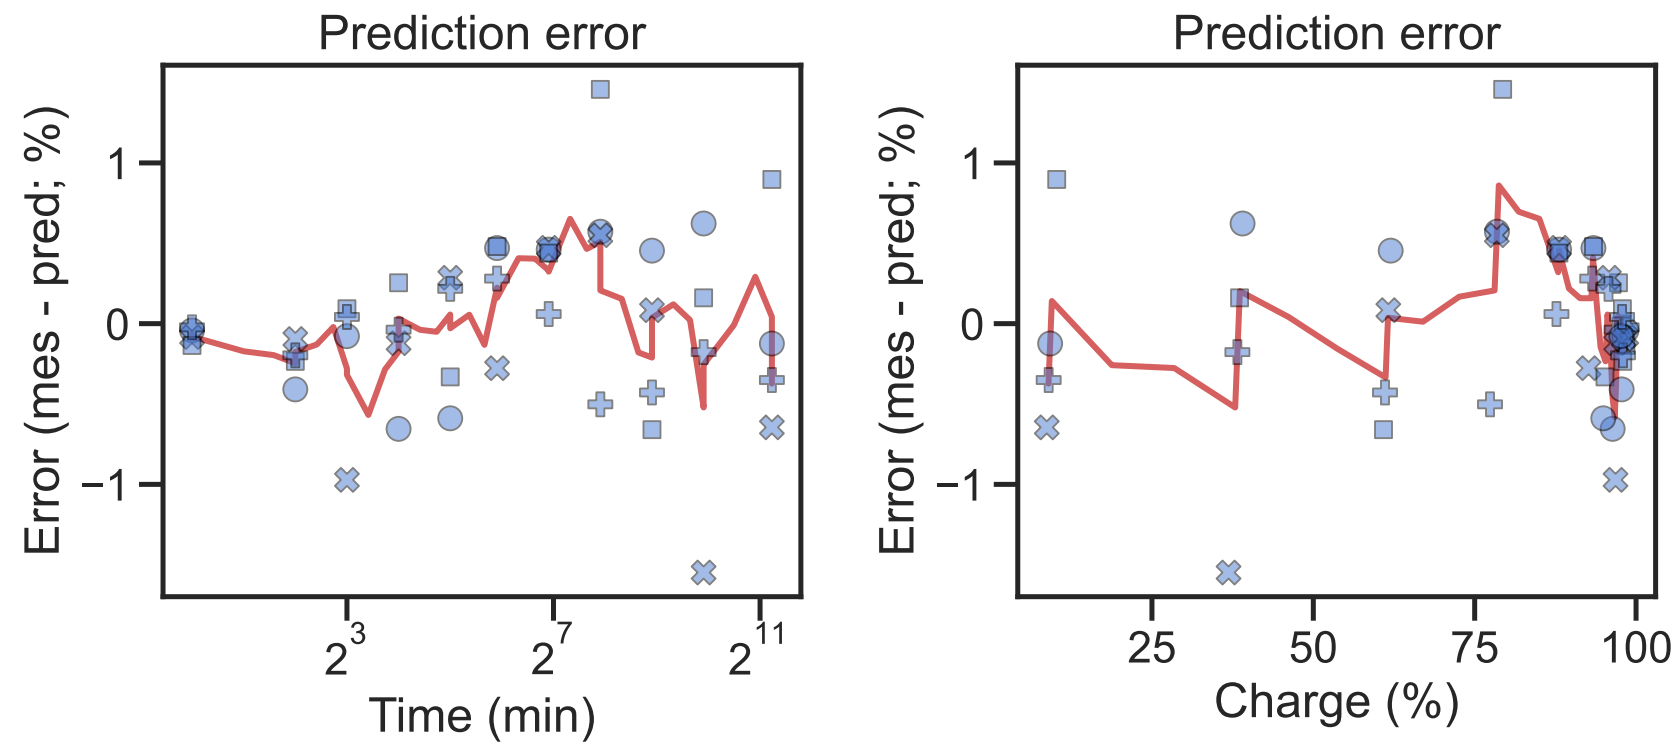 Prediction error
Error (mes - pred; %)
1
0
−1
2^3
2^7
2^11
Time (min)
Prediction error
Error (mes - pred; %)
1
0
−1
25
50
75
100
Charge (%)